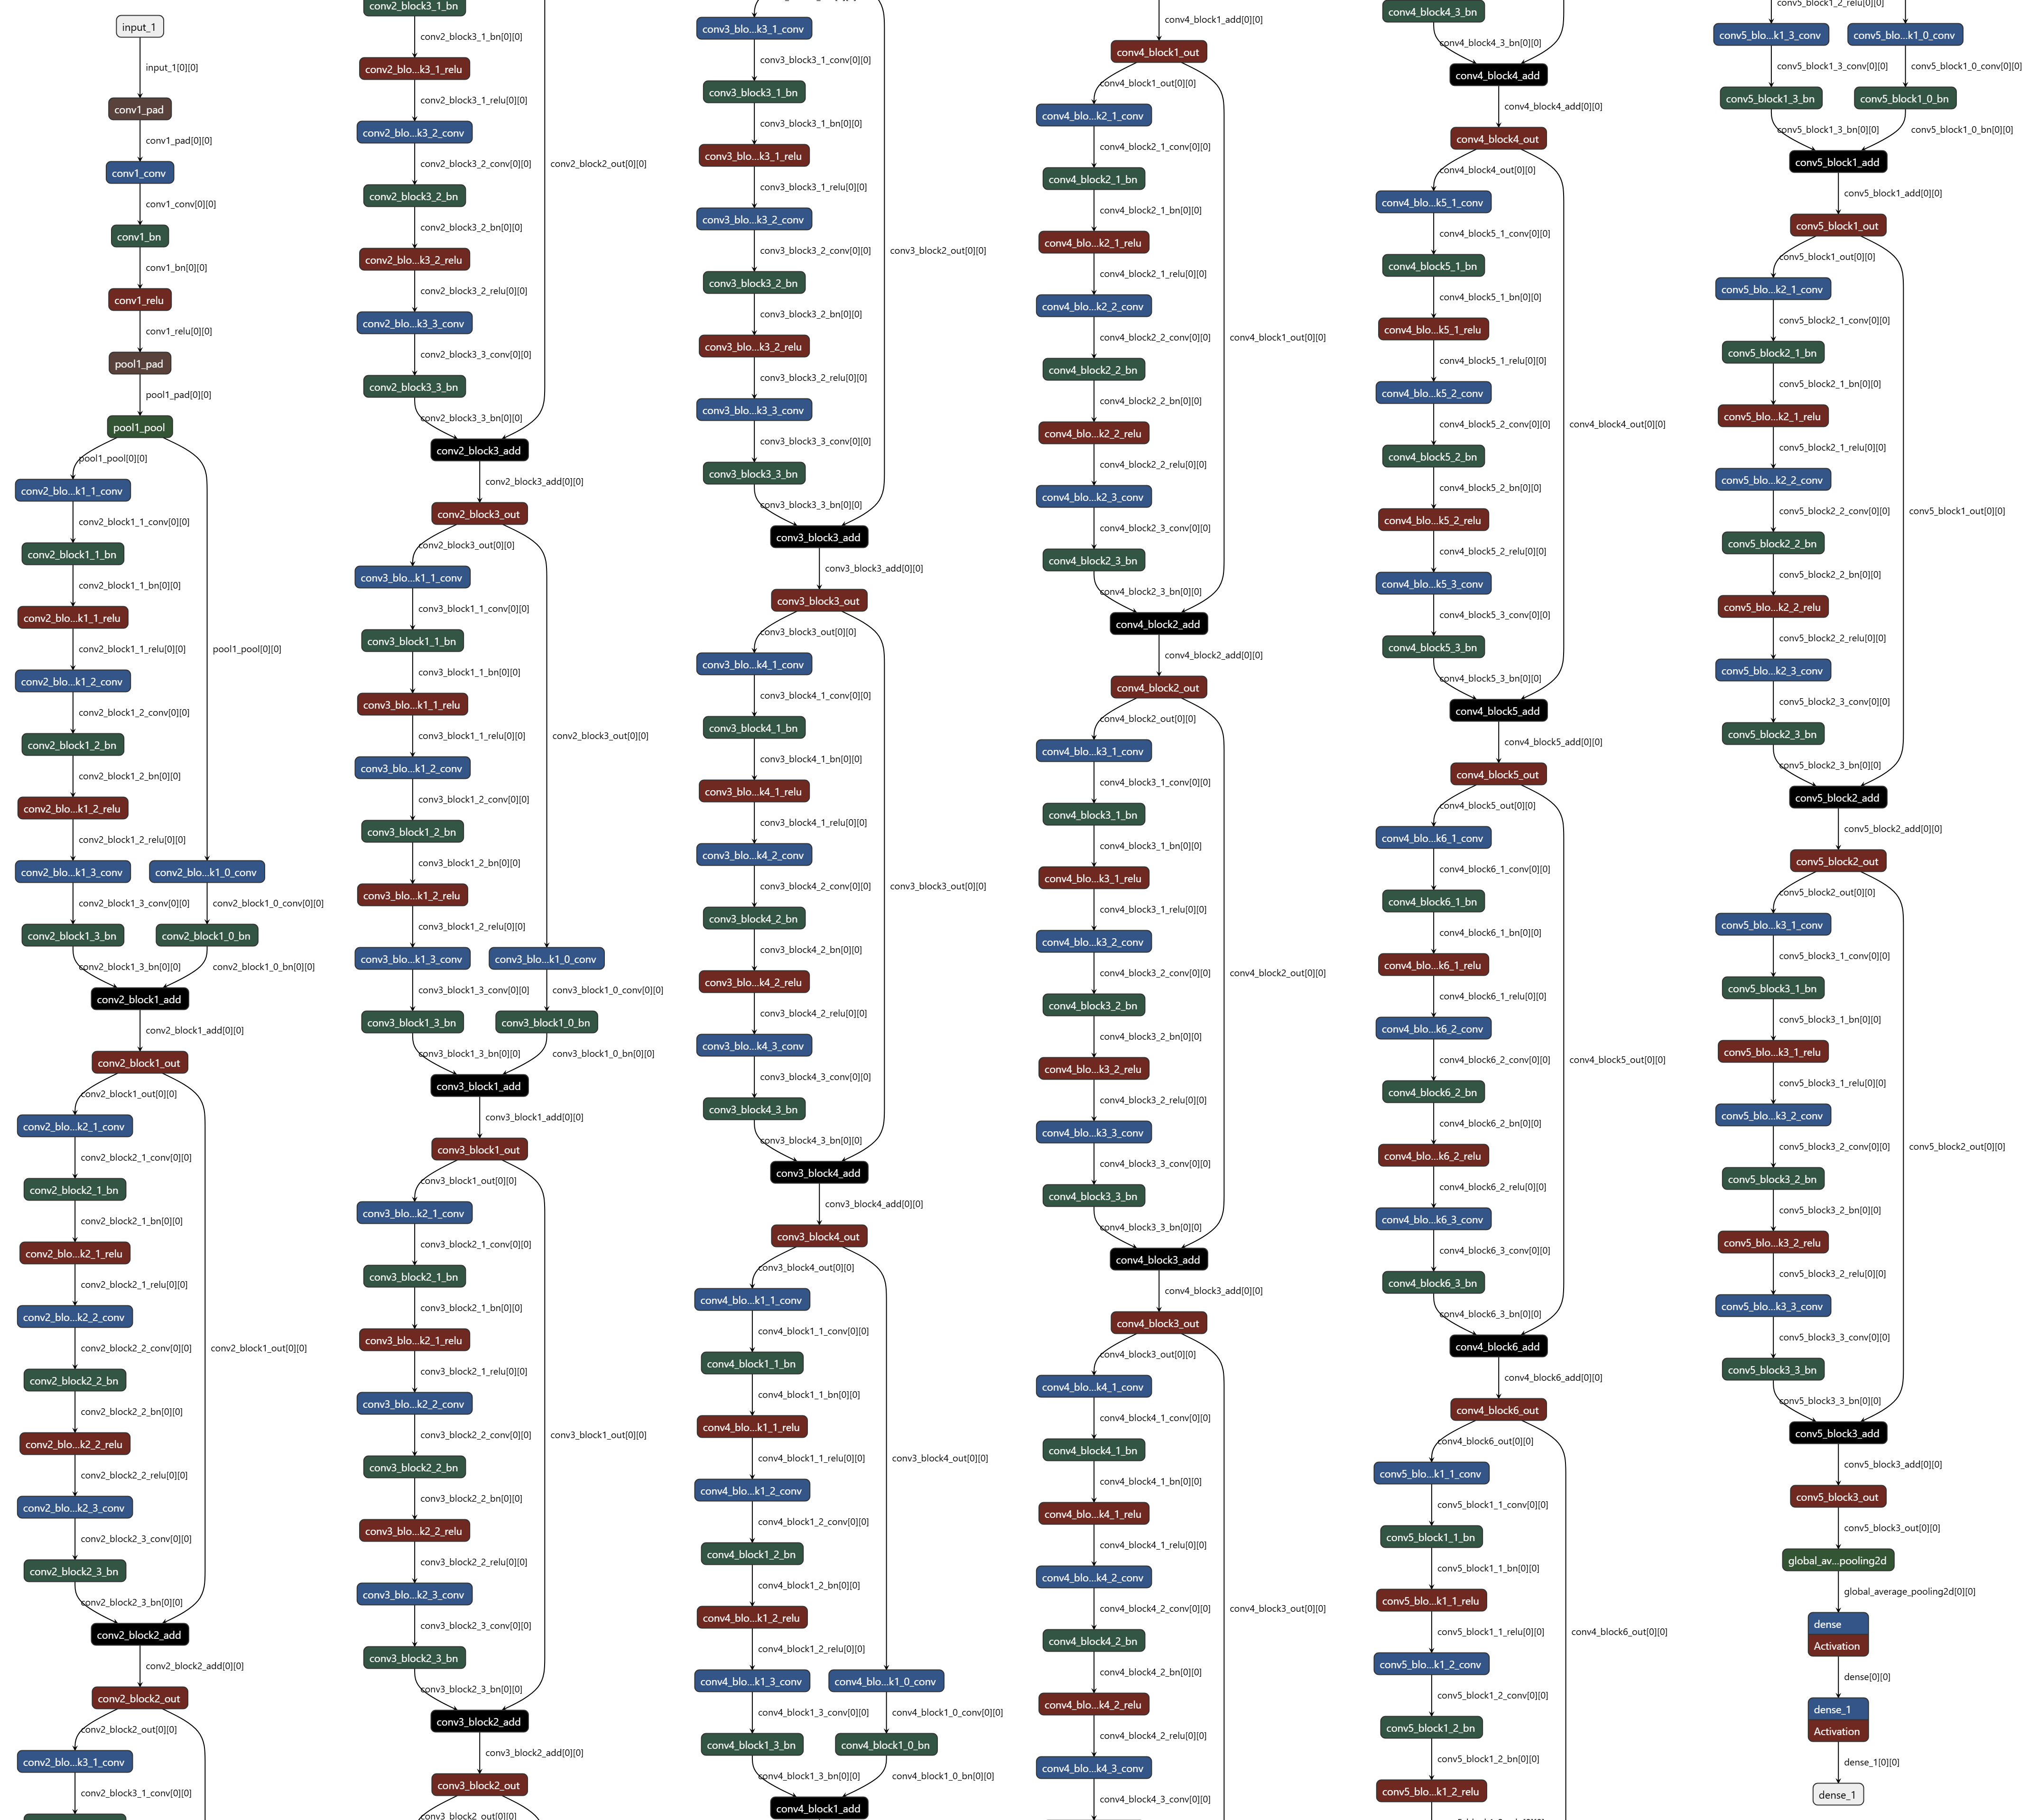 input_1
input_1[0][0]
conv1_pad
conv1_pad[0][0]
conv1_conv
conv1_conv[0][0]
conv1_bn
conv1_bn[0][0]
conv1_relu
conv1_relu[0][0]
pool1_pad
pool1_pad[0][0]
pool1_pool
pool1_pool[0][0]
conv2_blo...k1_1_conv
conv2_block1_1_conv[0][0]
conv2_block1_1_bn
conv2_block1_1_bn[0][0]
conv2_blo...k1_1_relu
conv2_block1_1_relu[0][0]
pool1_pool[0][0]
conv2_blo...k1_2_conv
conv2_block1_2_conv[0][0]
conv2_block1_2_bn
conv2_block1_2_bn[0][0]
conv2_blo...k1_2_relu
conv2_block1_2_relu[0][0]
conv2_blo...k1_3_conv
conv2_blo...k1_0_conv
conv2_block1_3_conv[0][0]
conv2_block1_0_conv[0][0]
conv2_block1_3_bn
conv2_block1_0_bn
conv2_block1_3_bn[0][0]
conv2_block1_0_bn[0][0]
conv2_block1_add
conv2_block1_add[0][0]
conv2_block1_out
conv2_block1_out[0][0]
conv2_blo...k2_1_conv
conv2_block2_1_conv[0][0]
conv2_block2_1_bn
conv2_block2_1_bn[0][0]
conv2_blo...k2_1_relu
conv2_block2_1_relu[0][0]
conv2_blo...k2_2_conv
conv2_block2_2_conv[0][0]
conv2_block1_out[0][0]
conv2_block2_2_bn
conv2_block2_2_bn[0][0]
conv2_blo...k2_2_relu
conv2_block2_2_relu[0][0]
conv2_blo...k2_3_conv
conv2_block2_3_conv[0][0]
conv2_block2_3_bn
conv2_block2_3_bn[0][0]
conv2_block2_add
conv2_block2_add[0][0]
conv2_block2_out
conv2_block2_out[0][0]
conv2_blo...k3_1_conv
conv2_block3_1_conv[0][0]
conv2_block3_1_bn
conv2_block3_1_bn[0][0]
conv2_blo...k3_1_relu
conv2_block3_1_relu[0][0]
conv2_blo...k3_2_conv
conv2_block3_2_conv[0][0]
conv2_block2_out[0][0]
conv2_block3_2_bn
conv2_block3_2_bn[0][0]
conv2_blo...k3_2_relu
conv2_block3_2_relu[0][0]
conv2_blo...k3_3_conv
conv2_block3_3_conv[0][0]
conv2_block3_3_bn
conv2_block3_3_bn[0][0]
conv2_block3_add
conv2_block3_add[0][0]
conv2_block3_out
conv2_block3_out[0][0]
conv3_blo...k1_1_conv
conv3_block1_1_conv[0][0]
conv3_block1_1_bn
conv3_block1_1_bn[0][0]
conv3_blo...k1_1_relu
conv3_block1_1_relu[0][0]
conv2_block3_out[0][0]
conv3_blo...k1_2_conv
conv3_block1_2_conv[0][0]
conv3_block1_2_bn
conv3_block1_2_bn[0][0]
conv3_blo...k1_2_relu
conv3_block1_2_relu[0][0]
conv3_blo...k1_3_conv
conv3_blo...k1_0_conv
conv3_block1_3_conv[0][0]
conv3_block1_0_conv[0][0]
conv3_block1_3_bn
conv3_block1_0_bn
conv3_block1_3_bn[0][0]
conv3_block1_0_bn[0][0]
conv3_block1_add
conv3_block1_add[0][0]
conv3_block1_out
conv3_block1_out[0][0]
conv3_blo...k2_1_conv
conv3_block2_1_conv[0][0]
conv3_block2_1_bn
conv3_block2_1_bn[0][0]
conv3_blo...k2_1_relu
conv3_block2_1_relu[0][0]
conv3_blo...k2_2_conv
conv3_block2_2_conv[0][0]
conv3_block1_out[0][0]
conv3_block2_2_bn
conv3_block2_2_bn[0][0]
conv3_blo...k2_2_relu
conv3_block2_2_relu[0][0]
conv3_blo...k2_3_conv
conv3_block2_3_conv[0][0]
conv3_block2_3_bn
conv3_block2_3_bn[0][0]
conv3_block2_add
conv3_block2_add[0][0]
conv3_block2_out
conv3_block2_out[0][0]
conv3_blo...k3_1_conv
conv3_block3_1_conv[0][0]
conv3_block3_1_bn
conv3_block3_1_bn[0][0]
conv3_blo...k3_1_relu
conv3_block3_1_relu[0][0]
conv3_blo...k3_2_conv
conv3_block3_2_conv[0][0]
conv3_block2_out[0][0]
conv3_block3_2_bn
conv3_block3_2_bn[0][0]
conv3_blo...k3_2_relu
conv3_block3_2_relu[0][0]
conv3_blo...k3_3_conv
conv3_block3_3_conv[0][0]
conv3_block3_3_bn
conv3_block3_3_bn[0][0]
conv3_block3_add
conv3_block3_add[0][0]
conv3_block3_out
conv3_block3_out[0][0]
conv3_blo...k4_1_conv
conv3_block4_1_conv[0][0]
conv3_block4_1_bn
conv3_block4_1_bn[0][0]
conv3_blo...k4_1_relu
conv3_block4_1_relu[0][0]
conv3_blo...k4_2_conv
conv3_block4_2_conv[0][0]
conv3_block3_out[0][0]
conv3_block4_2_bn
conv3_block4_2_bn[0][0]
conv3_blo...k4_2_relu
conv3_block4_2_relu[0][0]
conv3_blo...k4_3_conv
conv3_block4_3_conv[0][0]
conv3_block4_3_bn
conv3_block4_3_bn[0][0]
conv3_block4_add
conv3_block4_add[0][0]
conv3_block4_out
conv3_block4_out[0][0]
conv4_blo...k1_1_conv
conv4_block1_1_conv[0][0]
conv4_block1_1_bn
conv4_block1_1_bn[0][0]
conv4_blo...k1_1_relu
conv4_block1_1_relu[0][0]
conv3_block4_out[0][0]
conv4_blo...k1_2_conv
conv4_block1_2_conv[0][0]
conv4_block1_2_bn
conv4_block1_2_bn[0][0]
conv4_blo...k1_2_relu
conv4_block1_2_relu[0][0]
conv4_blo...k1_3_conv
conv4_blo...k1_0_conv
conv4_block1_3_conv[0][0]
conv4_block1_0_conv[0][0]
conv4_block1_3_bn
conv4_block1_0_bn
conv4_block1_3_bn[0][0]
conv4_block1_0_bn[0][0]
conv4_block1_add
conv4_block1_add[0][0]
conv4_block1_out
conv4_block1_out[0][0]
conv4_blo...k2_1_conv
conv4_block2_1_conv[0][0]
conv4_block2_1_bn
conv4_block2_1_bn[0][0]
conv4_blo...k2_1_relu
conv4_block2_1_relu[0][0]
conv4_blo...k2_2_conv
conv4_block2_2_conv[0][0]
conv4_block1_out[0][0]
conv4_block2_2_bn
conv4_block2_2_bn[0][0]
conv4_blo...k2_2_relu
conv4_block2_2_relu[0][0]
conv4_blo...k2_3_conv
conv4_block2_3_conv[0][0]
conv4_block2_3_bn
conv4_block2_3_bn[0][0]
conv4_block2_add
conv4_block2_add[0][0]
conv4_block2_out
conv4_block2_out[0][0]
conv4_blo...k3_1_conv
conv4_block3_1_conv[0][0]
conv4_block3_1_bn
conv4_block3_1_bn[0][0]
conv4_blo...k3_1_relu
conv4_block3_1_relu[0][0]
conv4_blo...k3_2_conv
conv4_block3_2_conv[0][0]
conv4_block2_out[0][0]
conv4_block3_2_bn
conv4_block3_2_bn[0][0]
conv4_blo...k3_2_relu
conv4_block3_2_relu[0][0]
conv4_blo...k3_3_conv
conv4_block3_3_conv[0][0]
conv4_block3_3_bn
conv4_block3_3_bn[0][0]
conv4_block3_add
conv4_block3_add[0][0]
conv4_block3_out
conv4_block3_out[0][0]
conv4_blo...k4_1_conv
conv4_block4_1_conv[0][0]
conv4_block4_1_bn
conv4_block4_1_bn[0][0]
conv4_blo...k4_1_relu
conv4_block4_1_relu[0][0]
conv4_blo...k4_2_conv
conv4_block4_2_conv[0][0]
conv4_block3_out[0][0]
conv4_block4_2_bn
conv4_block4_2_bn[0][0]
conv4_blo...k4_2_relu
conv4_block4_2_relu[0][0]
conv4_blo...k4_3_conv
conv4_block4_3_conv[0][0]
conv4_block4_3_bn
conv4_block4_3_bn[0][0]
conv4_block4_add
conv4_block4_add[0][0]
conv4_block4_out
conv4_block4_out[0][0]
conv4_blo...k5_1_conv
conv4_block5_1_conv[0][0]
conv4_block5_1_bn
conv4_block5_1_bn[0][0]
conv4_blo...k5_1_relu
conv4_block5_1_relu[0][0]
conv4_blo...k5_2_conv
conv4_block5_2_conv[0][0]
conv4_block4_out[0][0]
conv4_block5_2_bn
conv4_block5_2_bn[0][0]
conv4_blo...k5_2_relu
conv4_block5_2_relu[0][0]
conv4_blo...k5_3_conv
conv4_block5_3_conv[0][0]
conv4_block5_3_bn
conv4_block5_3_bn[0][0]
conv4_block5_add
conv4_block5_add[0][0]
conv4_block5_out
conv4_block5_out[0][0]
conv4_blo...k6_1_conv
conv4_block6_1_conv[0][0]
conv4_block6_1_bn
conv4_block6_1_bn[0][0]
conv4_blo...k6_1_relu
conv4_block6_1_relu[0][0]
conv4_blo...k6_2_conv
conv4_block6_2_conv[0][0]
conv4_block5_out[0][0]
conv4_block6_2_bn
conv4_block6_2_bn[0][0]
conv4_blo...k6_2_relu
conv4_block6_2_relu[0][0]
conv4_blo...k6_3_conv
conv4_block6_3_conv[0][0]
conv4_block6_3_bn
conv4_block6_3_bn[0][0]
conv4_block6_add
conv4_block6_add[0][0]
conv4_block6_out
conv4_block6_out[0][0]
conv5_blo...k1_1_conv
conv5_block1_1_conv[0][0]
conv5_block1_1_bn
conv5_block1_1_bn[0][0]
conv5_blo...k1_1_relu
conv5_block1_1_relu[0][0]
conv4_block6_out[0][0]
conv5_blo...k1_2_conv
conv5_block1_2_conv[0][0]
conv5_block1_2_bn
conv5_block1_2_bn[0][0]
conv5_blo...k1_2_relu
conv5_block1_2_relu[0][0]
conv5_blo...k1_3_conv
conv5_blo...k1_0_conv
conv5_block1_3_conv[0][0]
conv5_block1_0_conv[0][0]
conv5_block1_3_bn
conv5_block1_0_bn
conv5_block1_3_bn[0][0]
conv5_block1_0_bn[0][0]
conv5_block1_add
conv5_block1_add[0][0]
conv5_block1_out
conv5_block1_out[0][0]
conv5_blo...k2_1_conv
conv5_block2_1_conv[0][0]
conv5_block2_1_bn
conv5_block2_1_bn[0][0]
conv5_blo...k2_1_relu
conv5_block2_1_relu[0][0]
conv5_blo...k2_2_conv
conv5_block2_2_conv[0][0]
conv5_block1_out[0][0]
conv5_block2_2_bn
conv5_block2_2_bn[0][0]
conv5_blo...k2_2_relu
conv5_block2_2_relu[0][0]
conv5_blo...k2_3_conv
conv5_block2_3_conv[0][0]
conv5_block2_3_bn
conv5_block2_3_bn[0][0]
conv5_block2_add
conv5_block2_add[0][0]
conv5_block2_out
conv5_block2_out[0][0]
conv5_blo...k3_1_conv
conv5_block3_1_conv[0][0]
conv5_block3_1_bn
conv5_block3_1_bn[0][0]
conv5_blo...k3_1_relu
conv5_block3_1_relu[0][0]
conv5_blo...k3_2_conv
conv5_block3_2_conv[0][0]
conv5_block2_out[0][0]
conv5_block3_2_bn
conv5_block3_2_bn[0][0]
conv5_blo...k3_2_relu
conv5_block3_2_relu[0][0]
conv5_blo...k3_3_conv
conv5_block3_3_conv[0][0]
conv5_block3_3_bn
conv5_block3_3_bn[0][0]
conv5_block3_add
conv5_block3_add[0][0]
conv5_block3_out
conv5_block3_out[0][0]
global_av...pooling2d
global_average_pooling2d[0][0]
dense
Activation
dense[0][0]
dense_1
Activation
dense_1[0][0]
dense_1